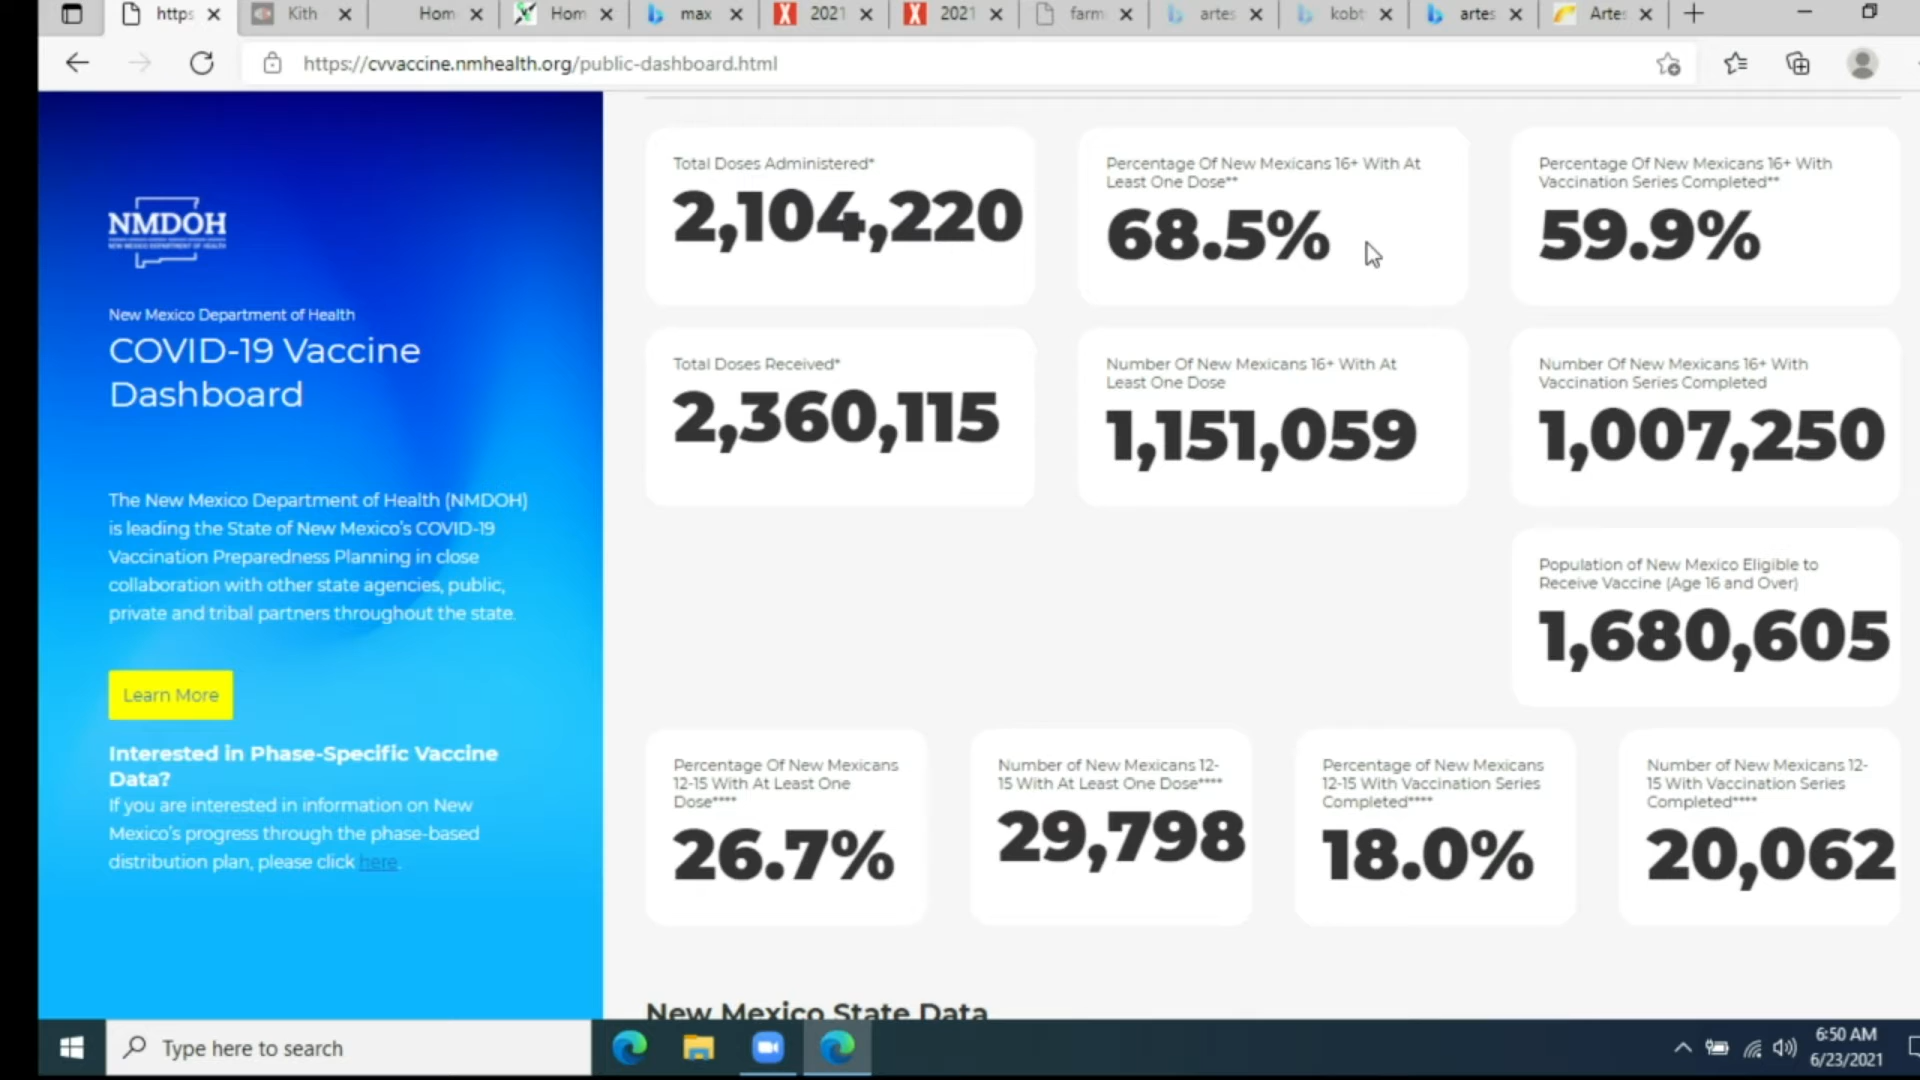 https
Kith
Hom
Hom
max
2021
2021
farm
artes
kobt
artes
Artes
https://cvvaccine.nmhealth.org/public-dashboard.html
NMDOH
NEW MEXICO DEPARTMENT OF HEALTH
New Mexico Department of Health
COVID-19 Vaccine
Dashboard
The New Mexico Department of Health (NMDOH)
is leading the State of New Mexico's COVID-19
Vaccination Preparedness Planning in close
collaboration with other state agencies, public,
private and tribal partners throughout the state.
Learn More
Interested in Phase-Specific Vaccine
Data?
If you are interested in information on New
Mexico's progress through the phase-based
distribution plan, please click here.
Total Doses Administered*
2,104,220
Percentage Of New Mexicans 16+ With At
Least One Dose**
68.5%
Percentage Of New Mexicans 16+ With
Vaccination Series Completed**
59.9%
Total Doses Received*
2,360,115
Number Of New Mexicans 16+ With At
Least One Dose
1,151,059
Number Of New Mexicans 16+ With
Vaccination Series Completed
1,007,250
Population of New Mexico Eligible to
Receive Vaccine (Age 16 and Over)
1,680,605
Percentage Of New Mexicans
12-15 With At Least One
Dose****
26.7%
Number of New Mexicans 12-
15 With At Least One Dose****
29,798
Percentage of New Mexicans
12-15 With Vaccination Series
Completed****
18.0%
Number of New Mexicans 12-
15 With Vaccination Series
Completed****
20,062
New Mexico State Data
Type here to search
6:50 AM
6/23/2021